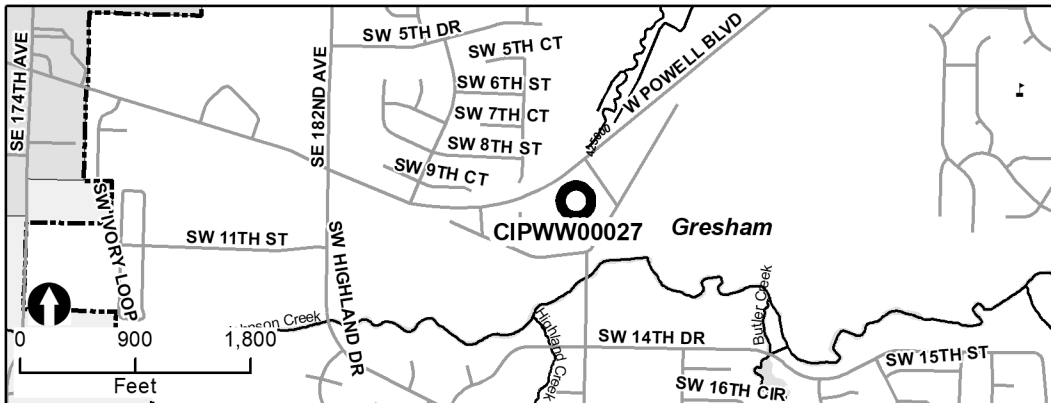 SE 174TH AVE
SW 5TH DR
SW 5TH CT
SW 6TH ST
SW 7TH CT
SW 8TH ST
SW 9TH CT
SE 182ND AVE
W POWELL BLVD
CIPWW00027
Gresham
SW IVORY LOOP
SW 11TH ST
SW HIGHLAND DR
Johnson Creek
Highland Creek
Butler Creek
SW 14TH DR
SW 15TH ST
SW 16TH CIR
0 900 1,800
Feet